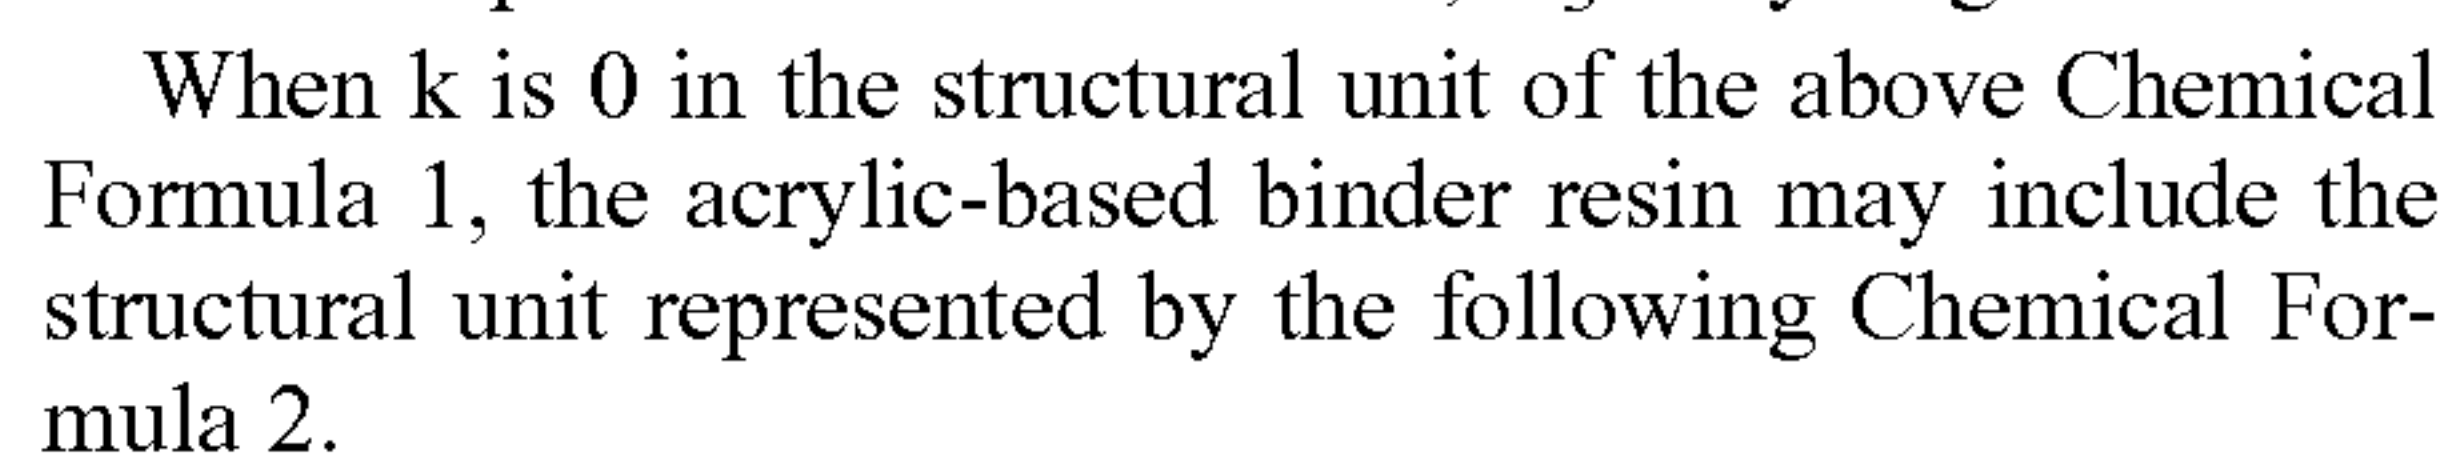 When k is 0 in the structural unit of the above Chemical
Formula 1, the acrylic-based binder resin may include the
structural unit represented by the following Chemical For-
mula 2.